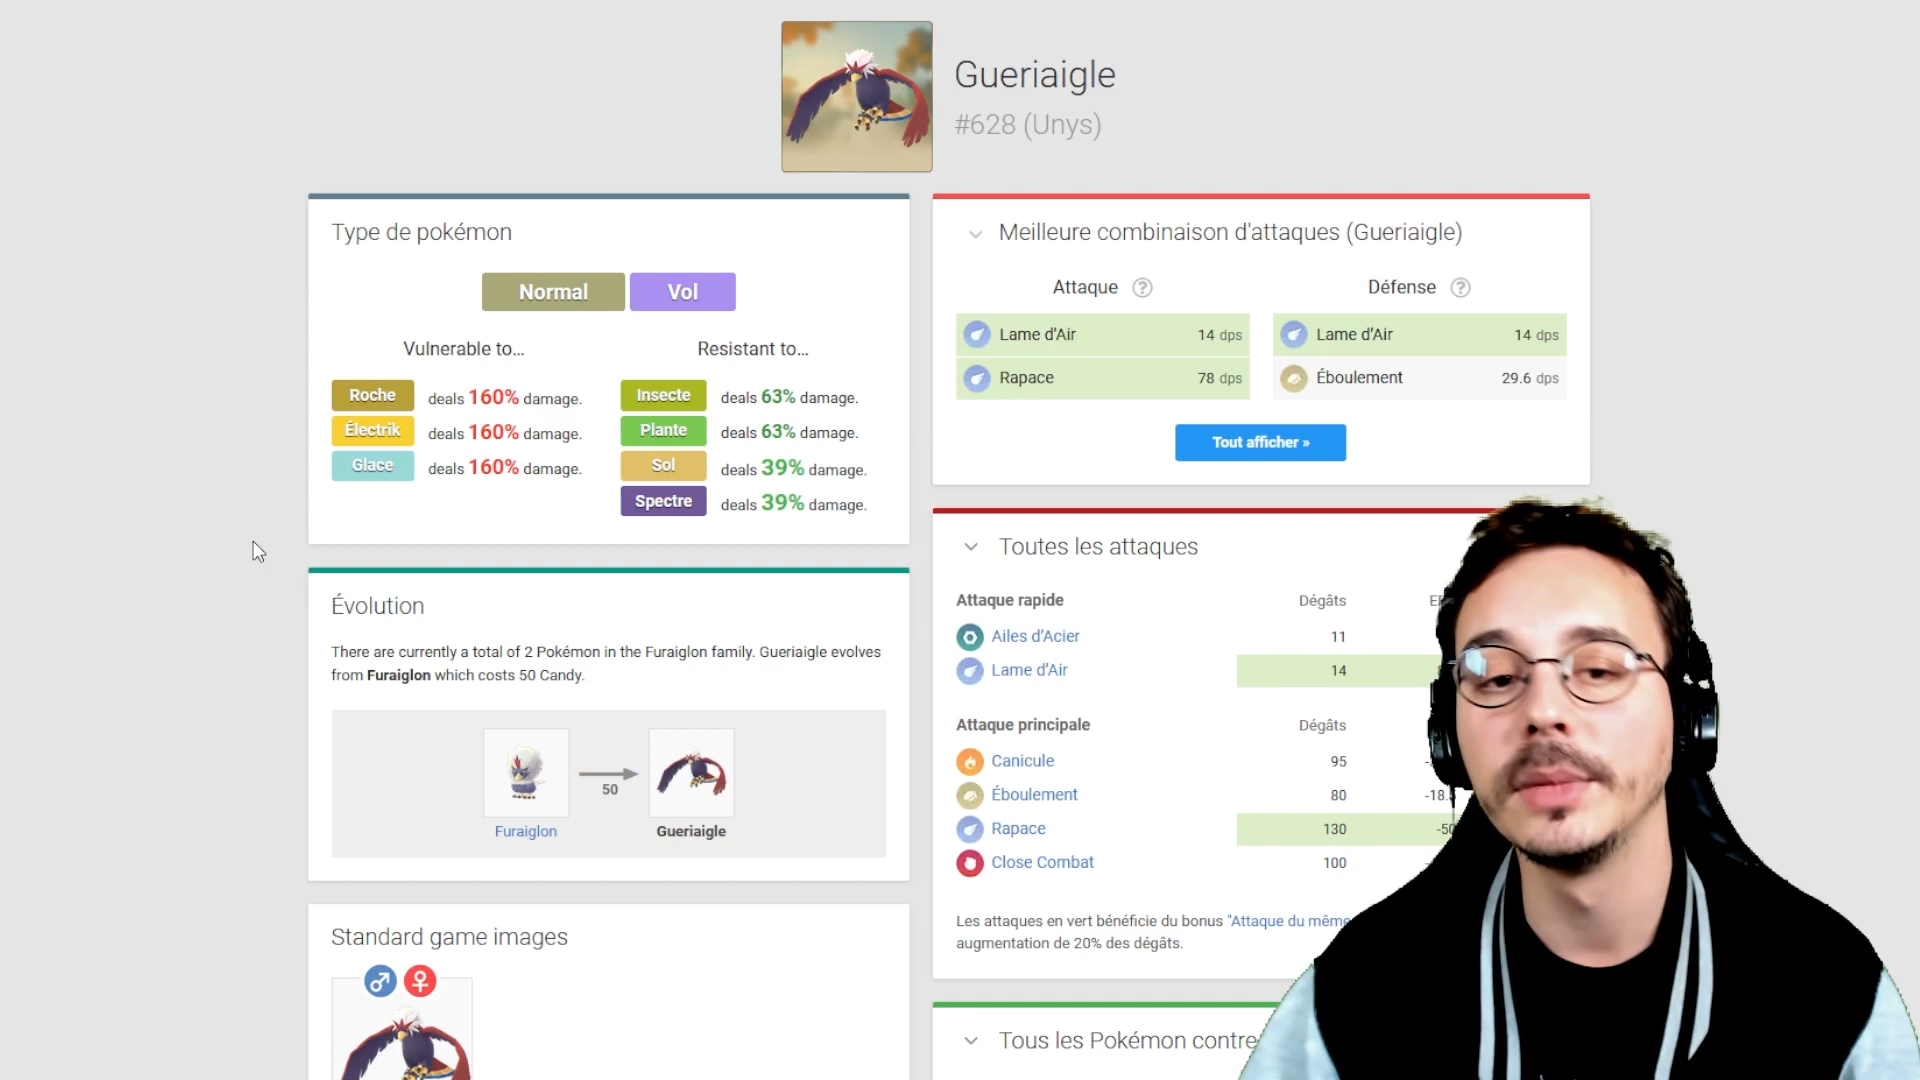 Gueriaigle
#628 (Unys)
Type de pokémon
Normal
Vol
Vulnerable to...
Resistant to...
Roche deals 160% damage.
Électrik deals 160% damage.
Glace deals 160% damage.
Insecte deals 63% damage.
Plante deals 63% damage.
Sol deals 39% damage.
Spectre deals 39% damage.
Évolution
There are currently a total of 2 Pokémon in the Furaiglon family. Gueriaigle evolves
from Furaiglon which costs 50 Candy.
50
Furaiglon
Gueriaigle
Standard game images
Meilleure combinaison d'attaques (Gueriaigle)
Attaque ?
Défense ?
Lame d’Air 14 dps
Rapace 78 dps
Lame d’Air 14 dps
Éboulement 29.6 dps
Tout afficher »
Toutes les attaques
Attaque rapide Dégâts
Ailes d’Acier 11
Lame d’Air 14
Attaque principale Dégâts
Canicule 95
Éboulement 80 -18.5
Rapace 130 -50
Close Combat 100
Les attaques en vert bénéficie du bonus "Attaque du même
augmentation de 20% des dégâts.
Tous les Pokémon contre